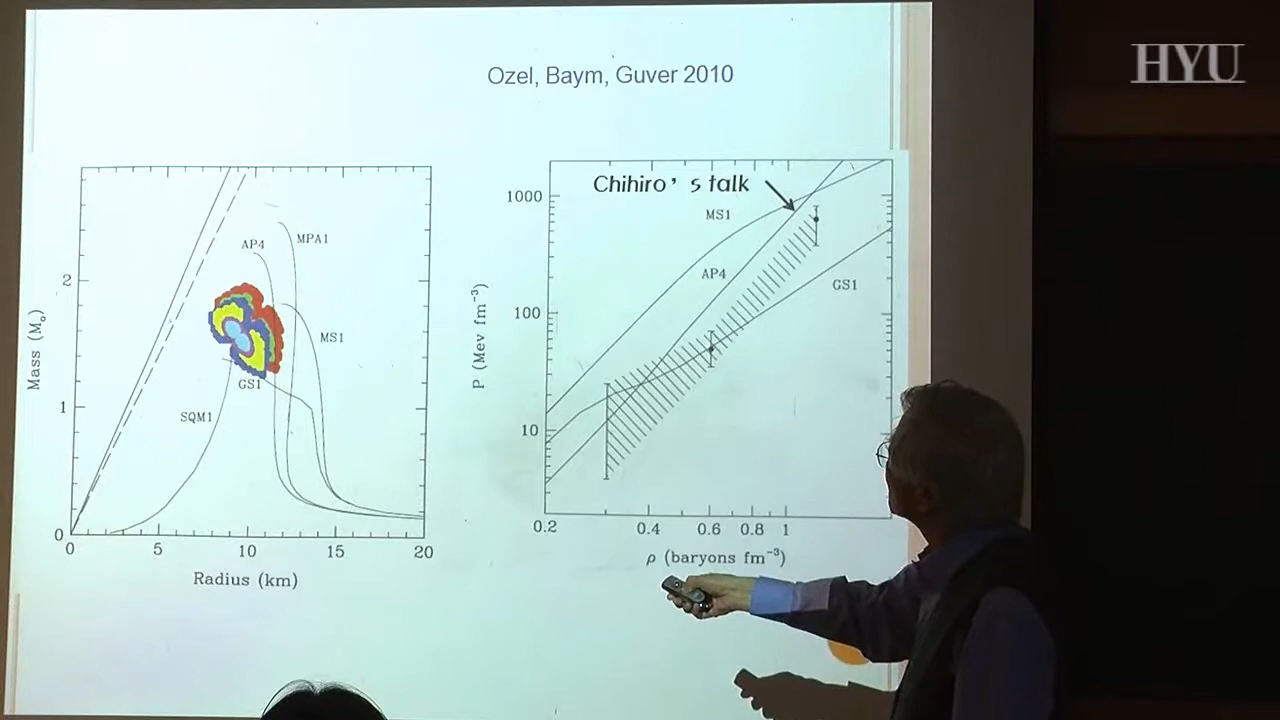 HYU
Ozel, Baym, Guver 2010
Mass (M⊙)
2
1
0
0
5
10
15
20
Radius (km)
AP4
MPA1
MS1
GS1
SQM1
P (Mev fm⁻³)
1000
100
10
0.2
0.4
0.6
0.8
1
ρ (baryons fm⁻³)
Chihiro's talk
MS1
AP4
GS1